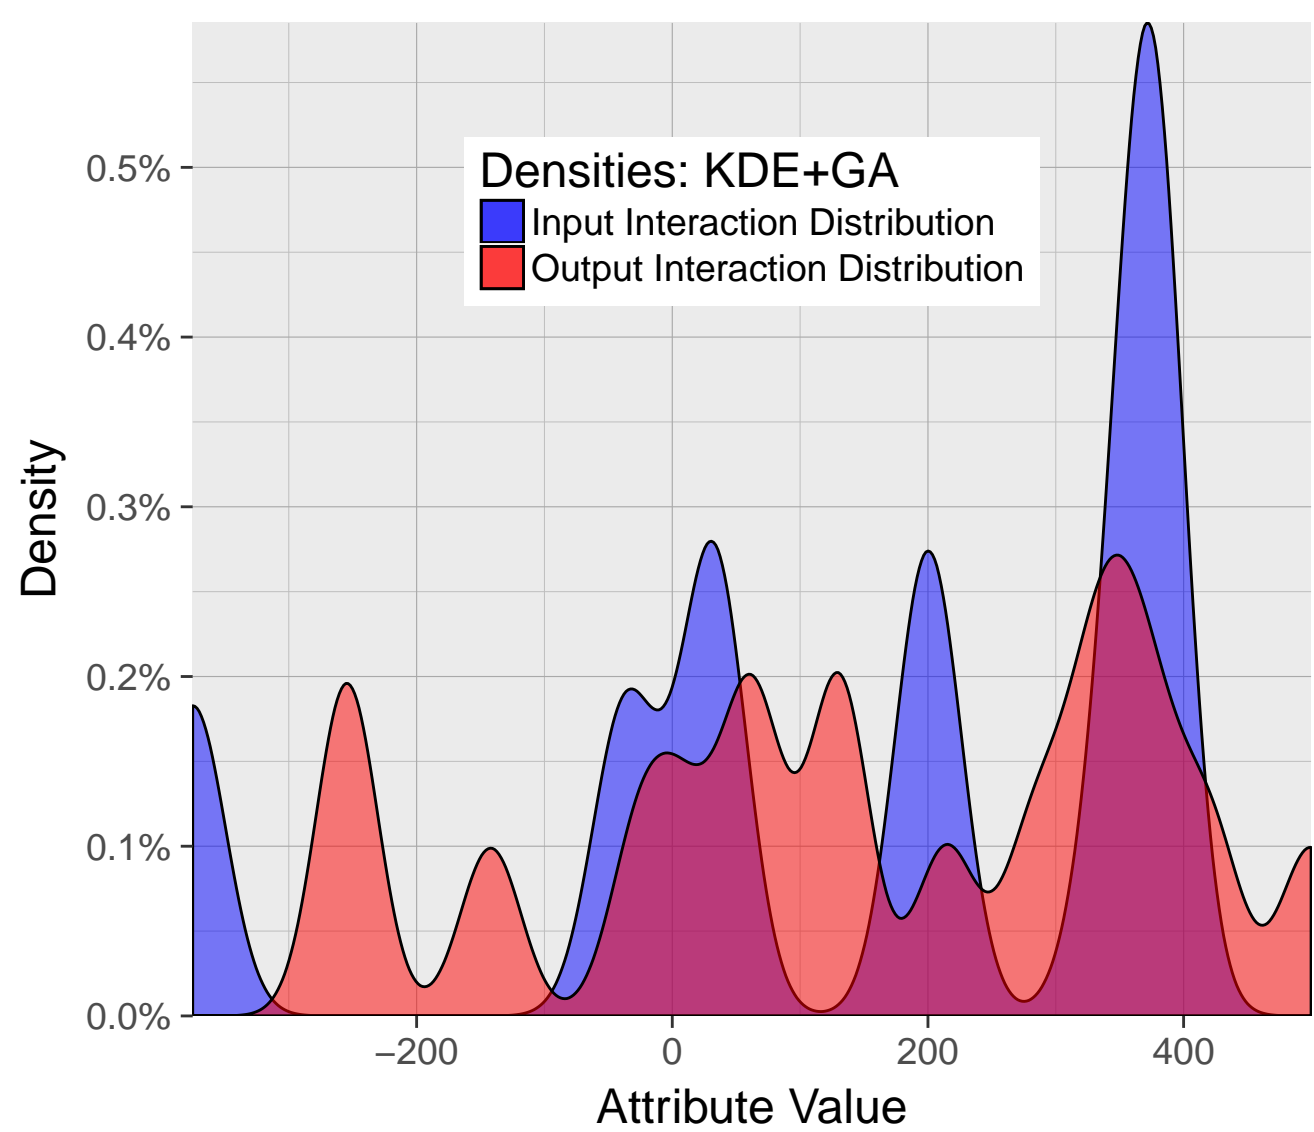 Densities: KDE+GA
Input Interaction Distribution
Output Interaction Distribution
0.5%
0.4%
0.3%
0.2%
0.1%
0.0%
Density
−200 0 200 400
Attribute Value